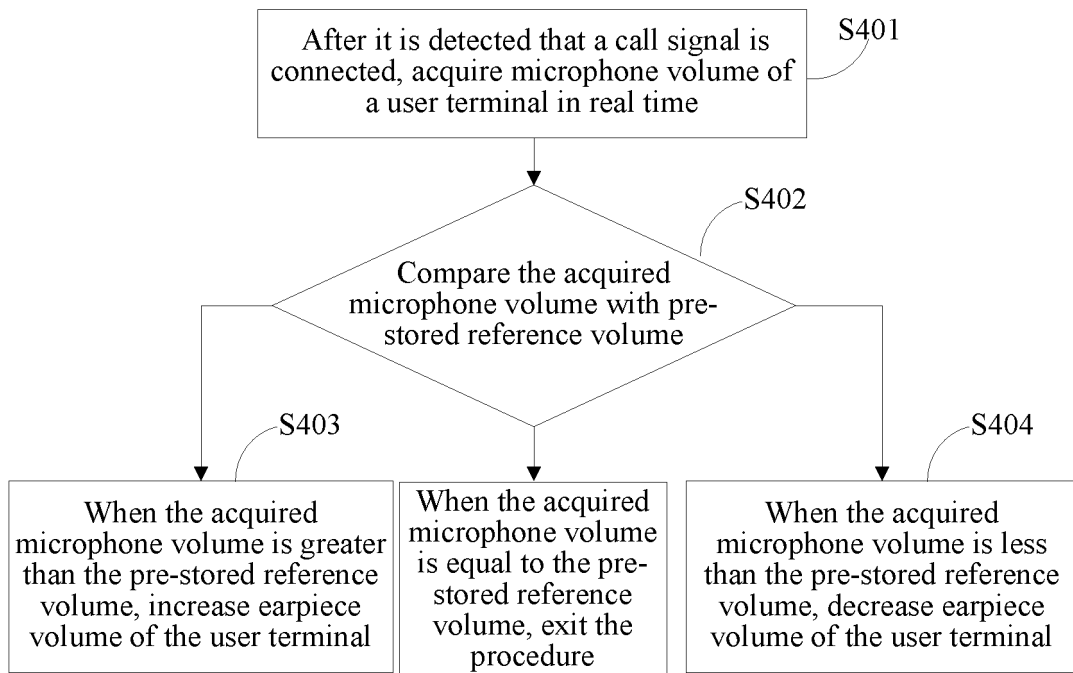 After it is detected that a call signal is
connected, acquire microphone volume of
a user terminal in real time
S401
S402
Compare the acquired
microphone volume with pre-
stored reference volume
S403
When the acquired
microphone volume is greater
than the pre-stored reference
volume, increase earpiece
volume of the user terminal
When the acquired
microphone volume
is equal to the pre-
stored reference
volume, exit the
procedure
S404
When the acquired
microphone volume is less
than the pre-stored reference
volume, decrease earpiece
volume of the user terminal